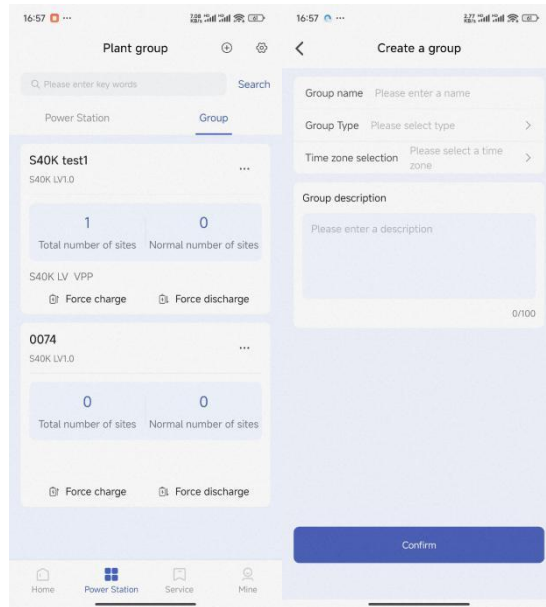 16:57
Plant group
Please enter key words
Search
Power Station
Group
S40K test1
S40K LV1.0
...
1
0
Total number of sites
Normal number of sites
S40K LV VPP
Force charge
Force discharge
0074
S40K LV1.0
...
0
0
Total number of sites
Normal number of sites
Force charge
Force discharge
Home
Power Station
Service
Mine
16:57
Create a group
Group name
Please enter a name
Group Type
Please select type
Time zone selection
Please select a time
zone
Group description
Please enter a description
0/100
Confirm